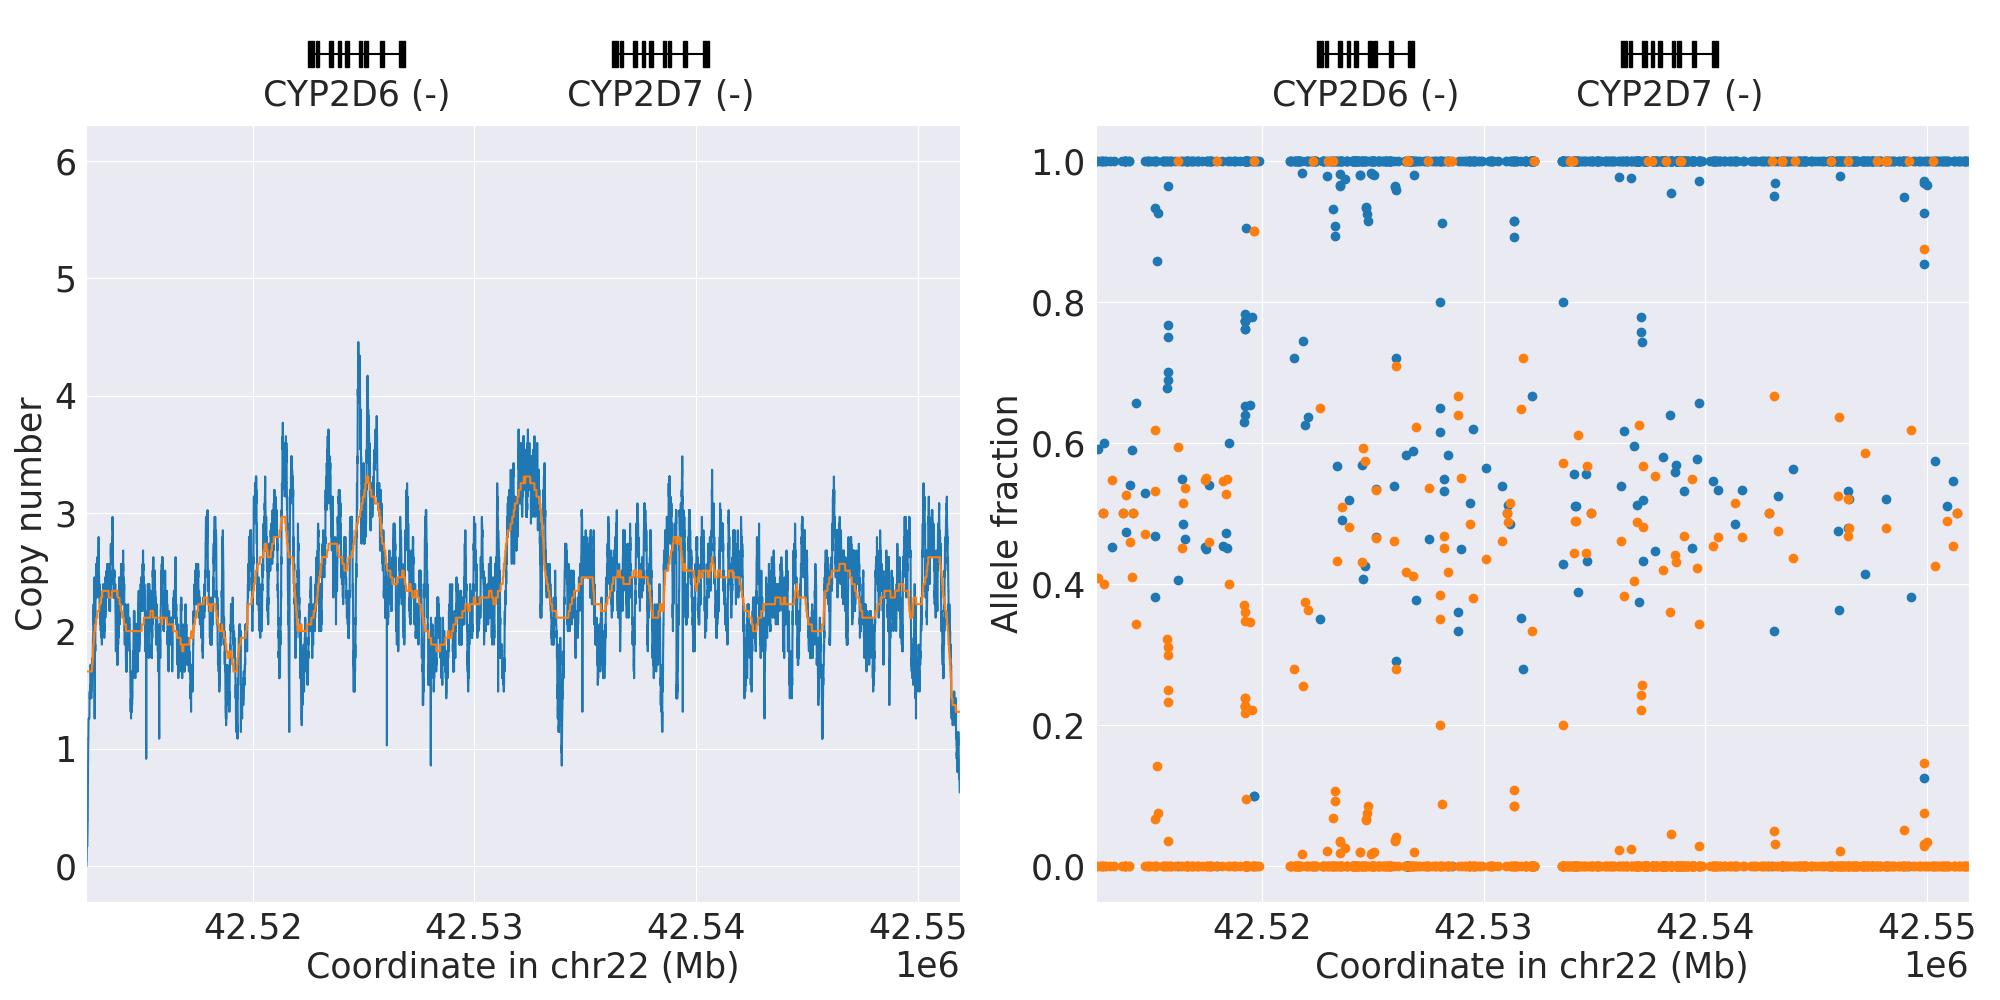 CYP2D6 (-) CYP2D7 (-)
CYP2D6 (-) CYP2D7 (-)
Copy number
6
5
4
3
2
1
0
42.52 42.53 42.54 42.55
Coordinate in chr22 (Mb)
1e6
Allele fraction
1.0
0.8
0.6
0.4
0.2
0.0
42.52 42.53 42.54 42.55
Coordinate in chr22 (Mb)
1e6